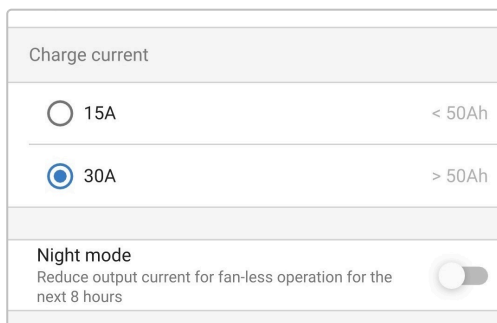 Charge current
15A < 50Ah
30A > 50Ah
Night mode
Reduce output current for fan-less operation for the
next 8 hours